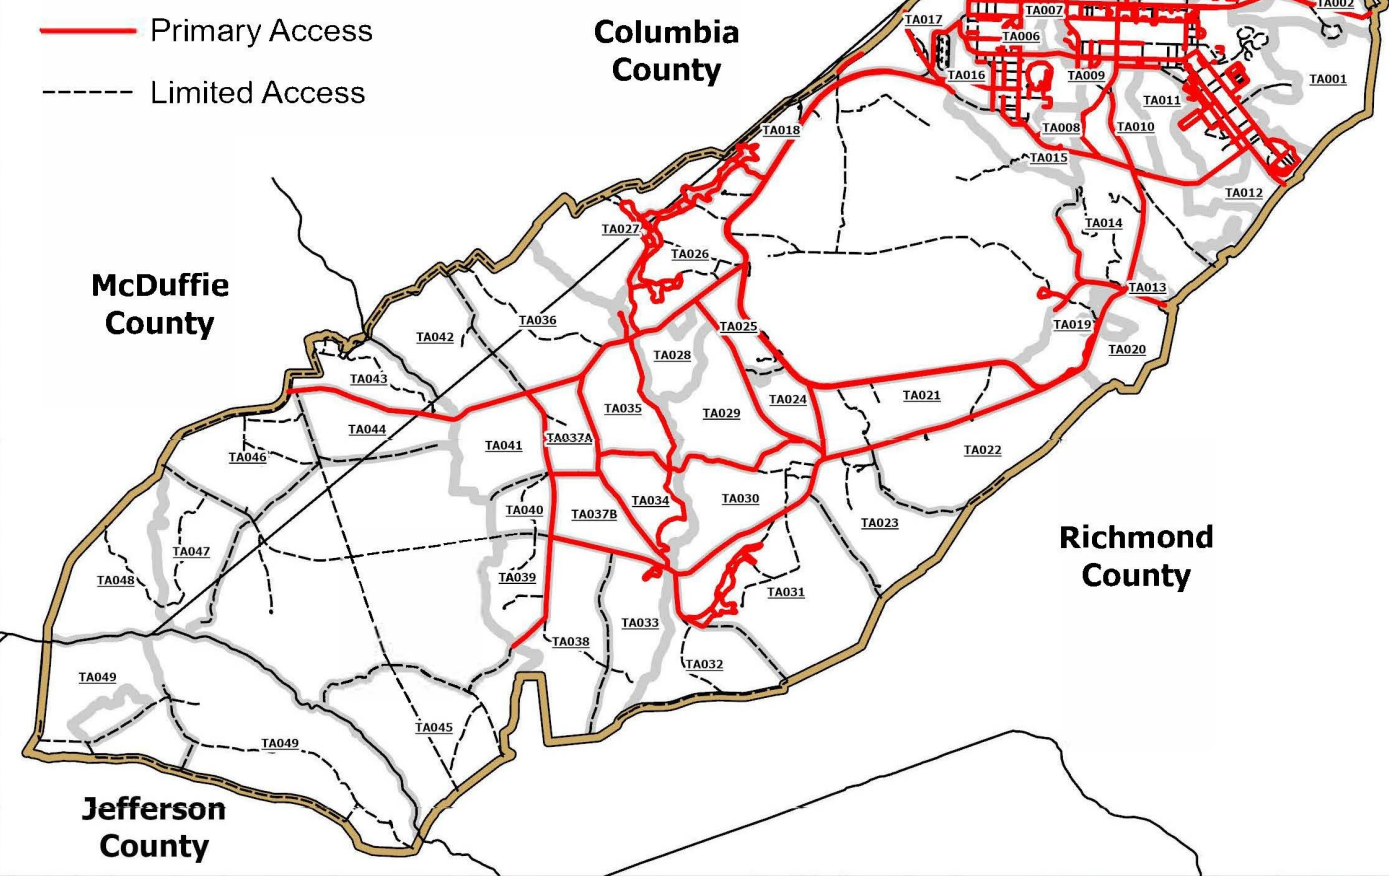 Primary Access
Limited Access
Columbia
County
McDuffie
County
Richmond
County
Jefferson
County
TA002
TA007
TA017
TA006
TA016
TA009
TA001
TA011
TA018
TA008
TA010
TA015
TA012
TA014
TA027
TA026
TA013
TA036
TA025
TA019
TA042
TA020
TA028
TA043
TA021
TA024
TA035
TA029
TA044
TA037A
TA041
TA022
TA046
TA034
TA030
TA040
TA037B
TA023
TA047
TA039
TA048
TA031
TA033
TA038
TA032
TA049
TA045
TA049